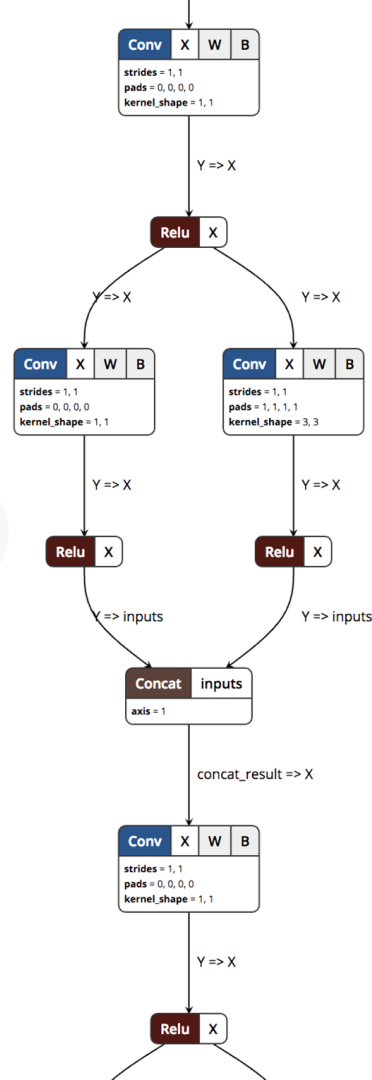 Conv X W B
strides = 1, 1
pads = 0, 0, 0, 0
kernel_shape = 1, 1
Y => X
Relu X
Y => X
Y => X
Conv X W B
strides = 1, 1
pads = 0, 0, 0, 0
kernel_shape = 1, 1
Conv X W B
strides = 1, 1
pads = 1, 1, 1, 1
kernel_shape = 3, 3
Y => X
Y => X
Relu X
Relu X
Y => inputs
Y => inputs
Concat inputs
axis = 1
concat_result => X
Conv X W B
strides = 1, 1
pads = 0, 0, 0, 0
kernel_shape = 1, 1
Y => X
Relu X